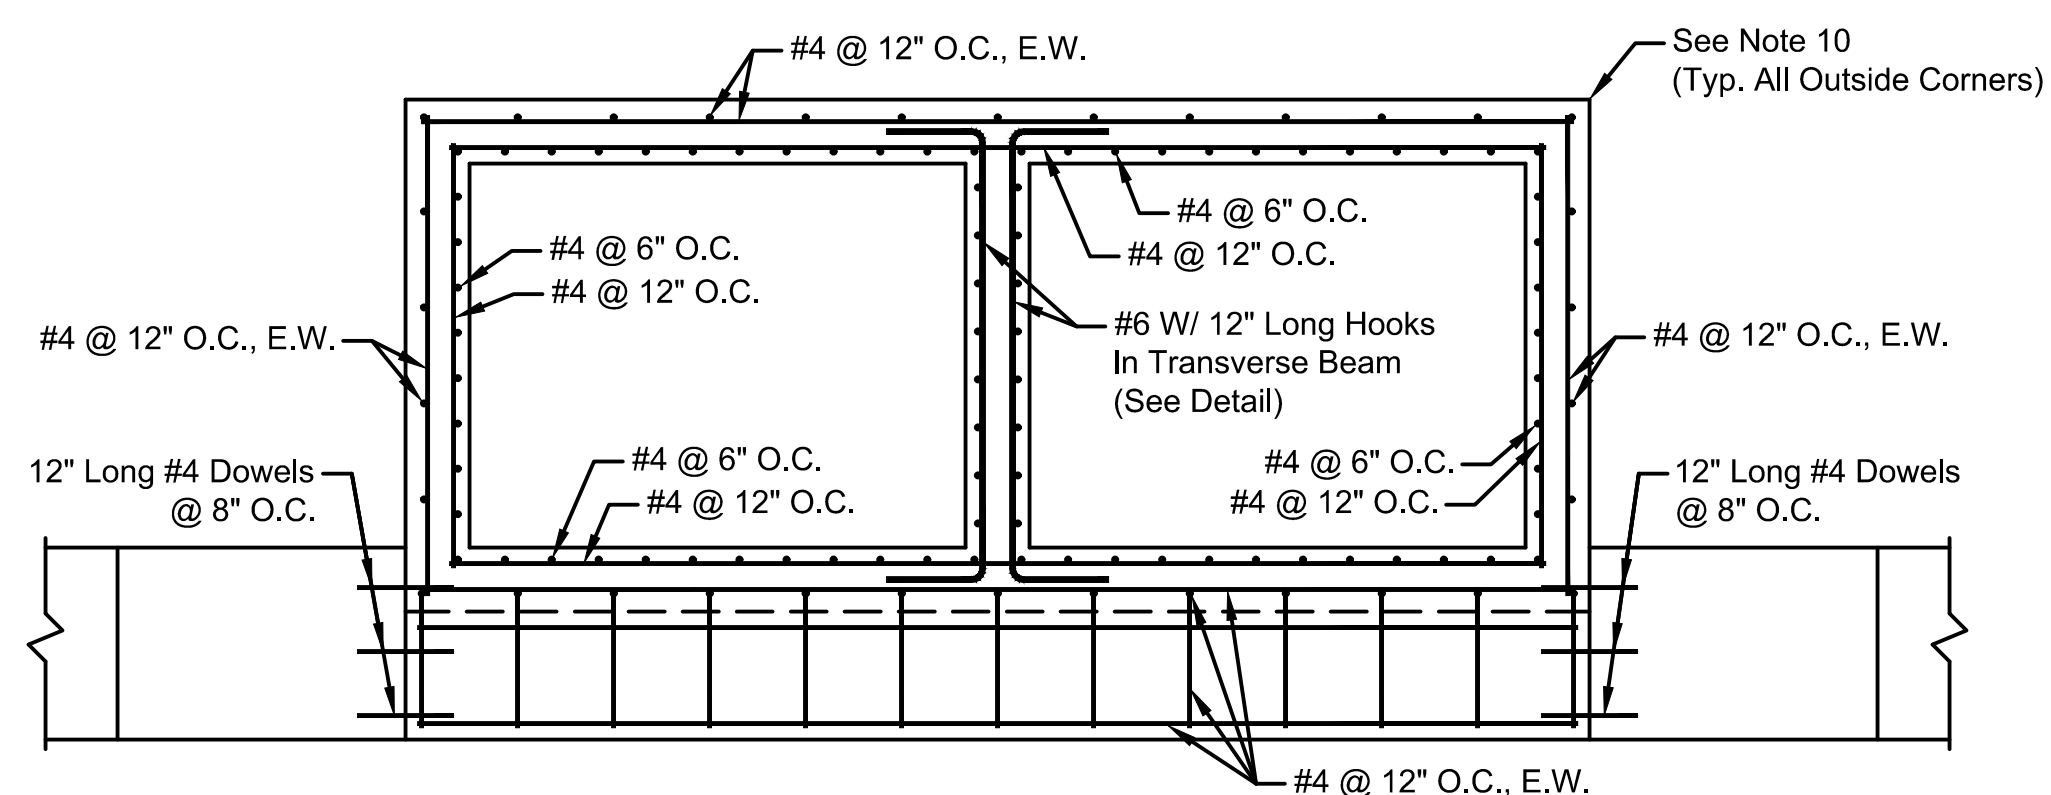 #4 @ 12" O.C., E.W.
See Note 10
(Typ. All Outside Corners)
#4 @ 6" O.C.
#4 @ 12" O.C.
#4 @ 6" O.C.
#4 @ 12" O.C.
#4 @ 12" O.C., E.W.
#6 W/ 12" Long Hooks
In Transverse Beam
(See Detail)
#4 @ 12" O.C., E.W.
12" Long #4 Dowels
@ 8" O.C.
#4 @ 6" O.C.
#4 @ 12" O.C.
#4 @ 6" O.C.
#4 @ 12" O.C.
12" Long #4 Dowels
@ 8" O.C.
#4 @ 12" O.C., E.W.